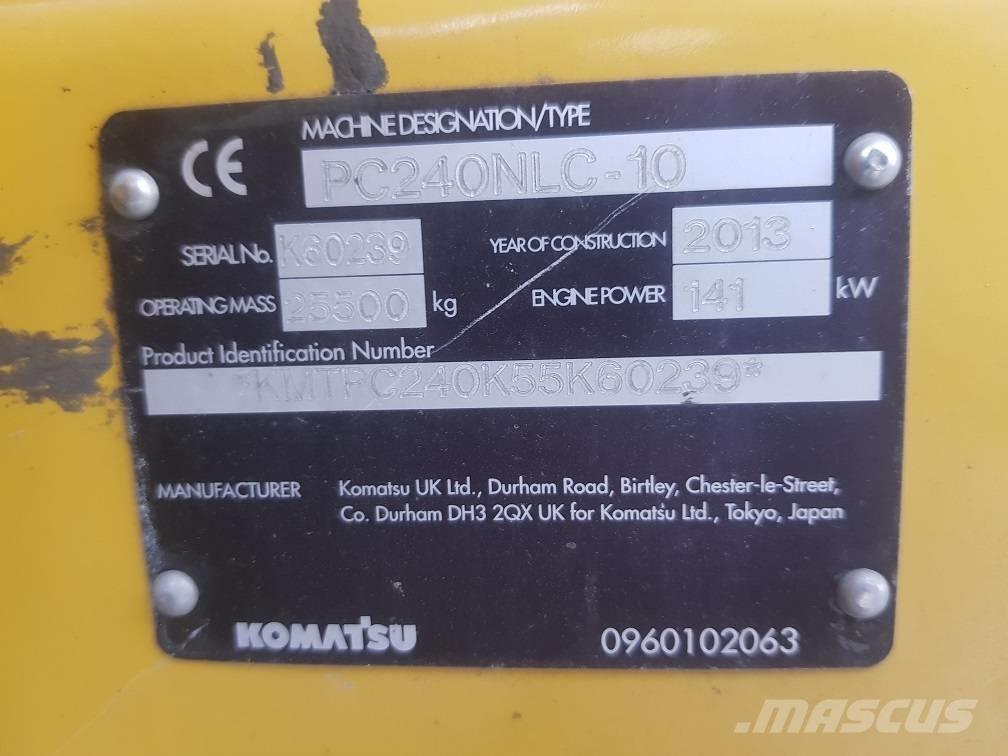 CE
MACHINE DESIGNATION/TYPE
PC240NLC-10
SERIAL No. K60239 YEAR OF CONSTRUCTION 2013
OPERATING MASS 25500 kg ENGINE POWER 141 kW
Product Identification Number
*KMTPC240K55K60239*
MANUFACTURER Komatsu UK Ltd., Durham Road, Birtley, Chester-le-Street,
Co. Durham DH3 2QX UK for Komatsu Ltd., Tokyo, Japan
KOMATSU 0960102063
MASCUS